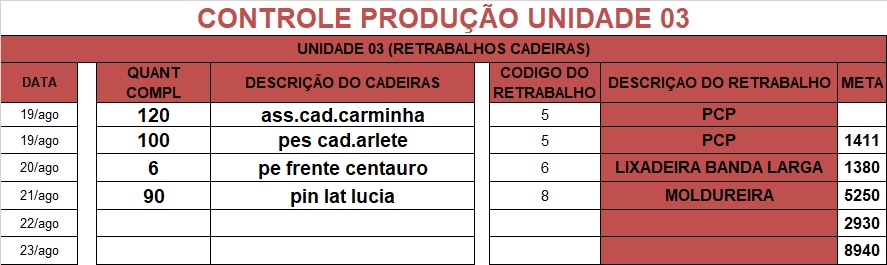 CONTROLE PRODUÇÃO UNIDADE 03
UNIDADE 03 (RETRABALHOS CADEIRAS)
DATA QUANT COMPL DESCRIÇÃO DO CADEIRAS CODIGO DO RETRABALHO DESCRIÇAO DO RETRABALHO META
19/ago 120 ass.cad.carminha 5 PCP
19/ago 100 pes cad.arlete 5 PCP 1411
20/ago 6 pe frente centauro 6 LIXADEIRA BANDA LARGA 1380
21/ago 90 pin lat lucia 8 MOLDUREIRA 5250
22/ago 2930
23/ago 8940